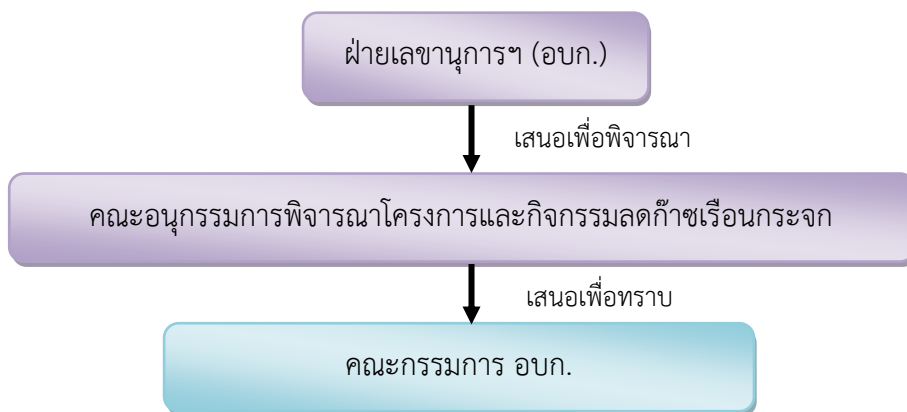 ฝ่ายเลขานุการฯ (อบก.)
เสนอเพื่อพิจารณา
คณะอนุกรรมการพิจารณาโครงการและกิจกรรมลดก๊าซเรือนกระจก
เสนอเพื่อทราบ
คณะกรรมการ อบก.